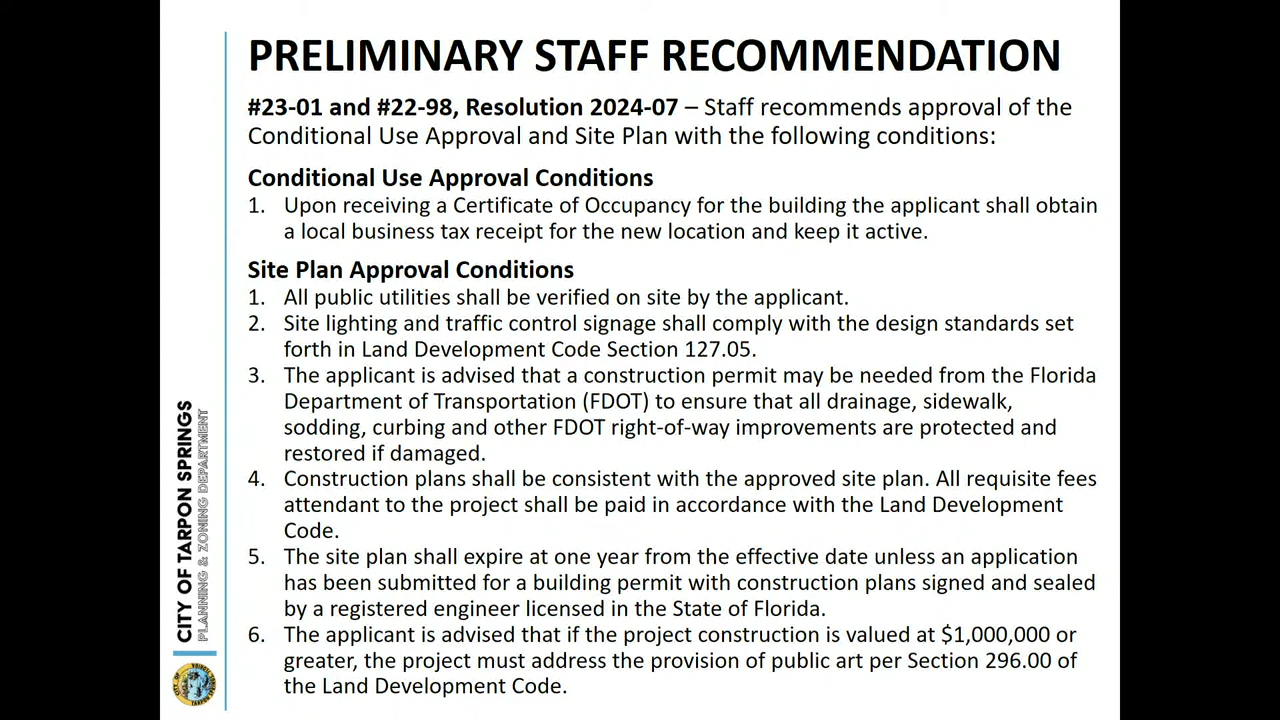 PRELIMINARY STAFF RECOMMENDATION
#23-01 and #22-98, Resolution 2024-07 – Staff recommends approval of the
Conditional Use Approval and Site Plan with the following conditions:
Conditional Use Approval Conditions
1. Upon receiving a Certificate of Occupancy for the building the applicant shall obtain
a local business tax receipt for the new location and keep it active.
Site Plan Approval Conditions
1. All public utilities shall be verified on site by the applicant.
2. Site lighting and traffic control signage shall comply with the design standards set
forth in Land Development Code Section 127.05.
3. The applicant is advised that a construction permit may be needed from the Florida
Department of Transportation (FDOT) to ensure that all drainage, sidewalk,
sodding, curbing and other FDOT right-of-way improvements are protected and
restored if damaged.
4. Construction plans shall be consistent with the approved site plan. All requisite fees
attendant to the project shall be paid in accordance with the Land Development
Code.
5. The site plan shall expire at one year from the effective date unless an application
has been submitted for a building permit with construction plans signed and sealed
by a registered engineer licensed in the State of Florida.
6. The applicant is advised that if the project construction is valued at $1,000,000 or
greater, the project must address the provision of public art per Section 296.00 of
the Land Development Code.
CITY OF TARPON SPRINGS
PLANNING & ZONING DEPARTMENT